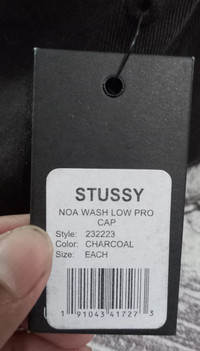 STUSSY
NOA WASH LOW PRO
CAP
Style: 232223
Color: CHARCOAL
Size: EACH
1 91043 41727 3